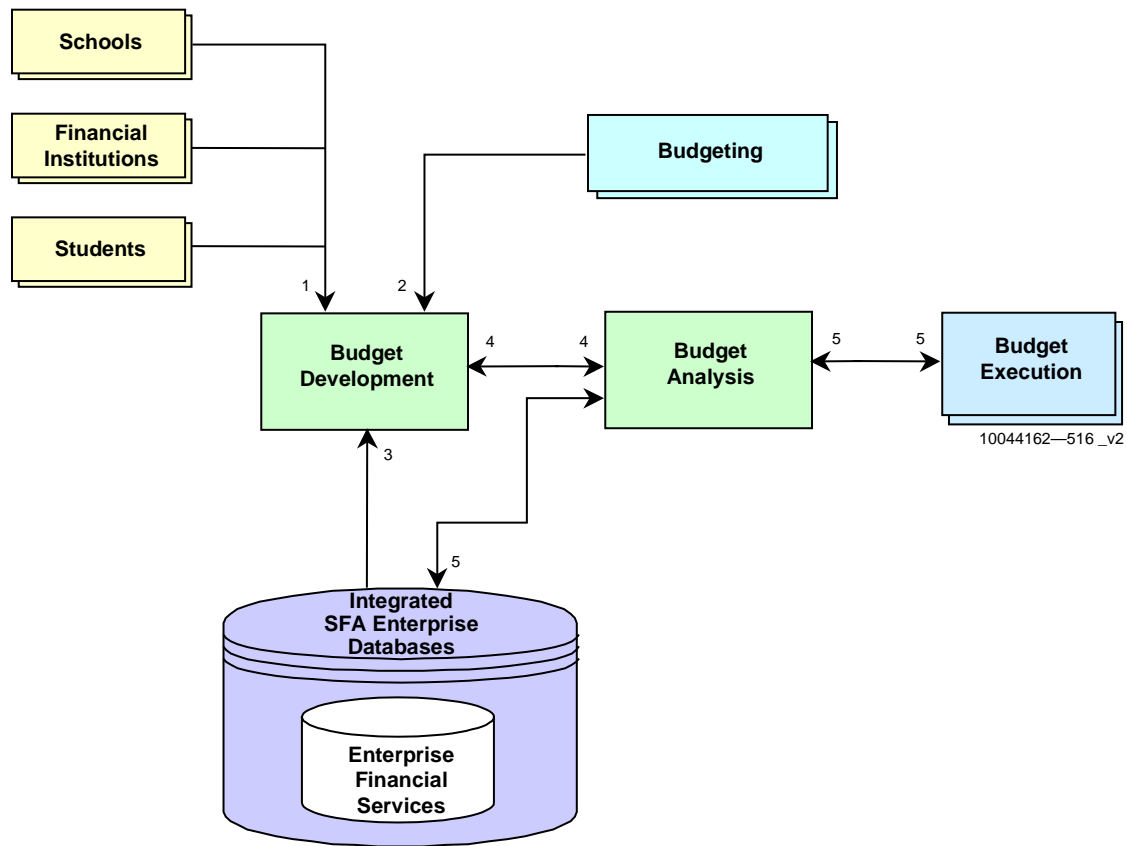 Schools
Financial
Institutions
Students
Budgeting
1
2
Budget
Development
4
4
Budget
Analysis
5
5
Budget
Execution
10044162—516 _v2
3
5
Integrated
SFA Enterprise
Databases
Enterprise
Financial
Services